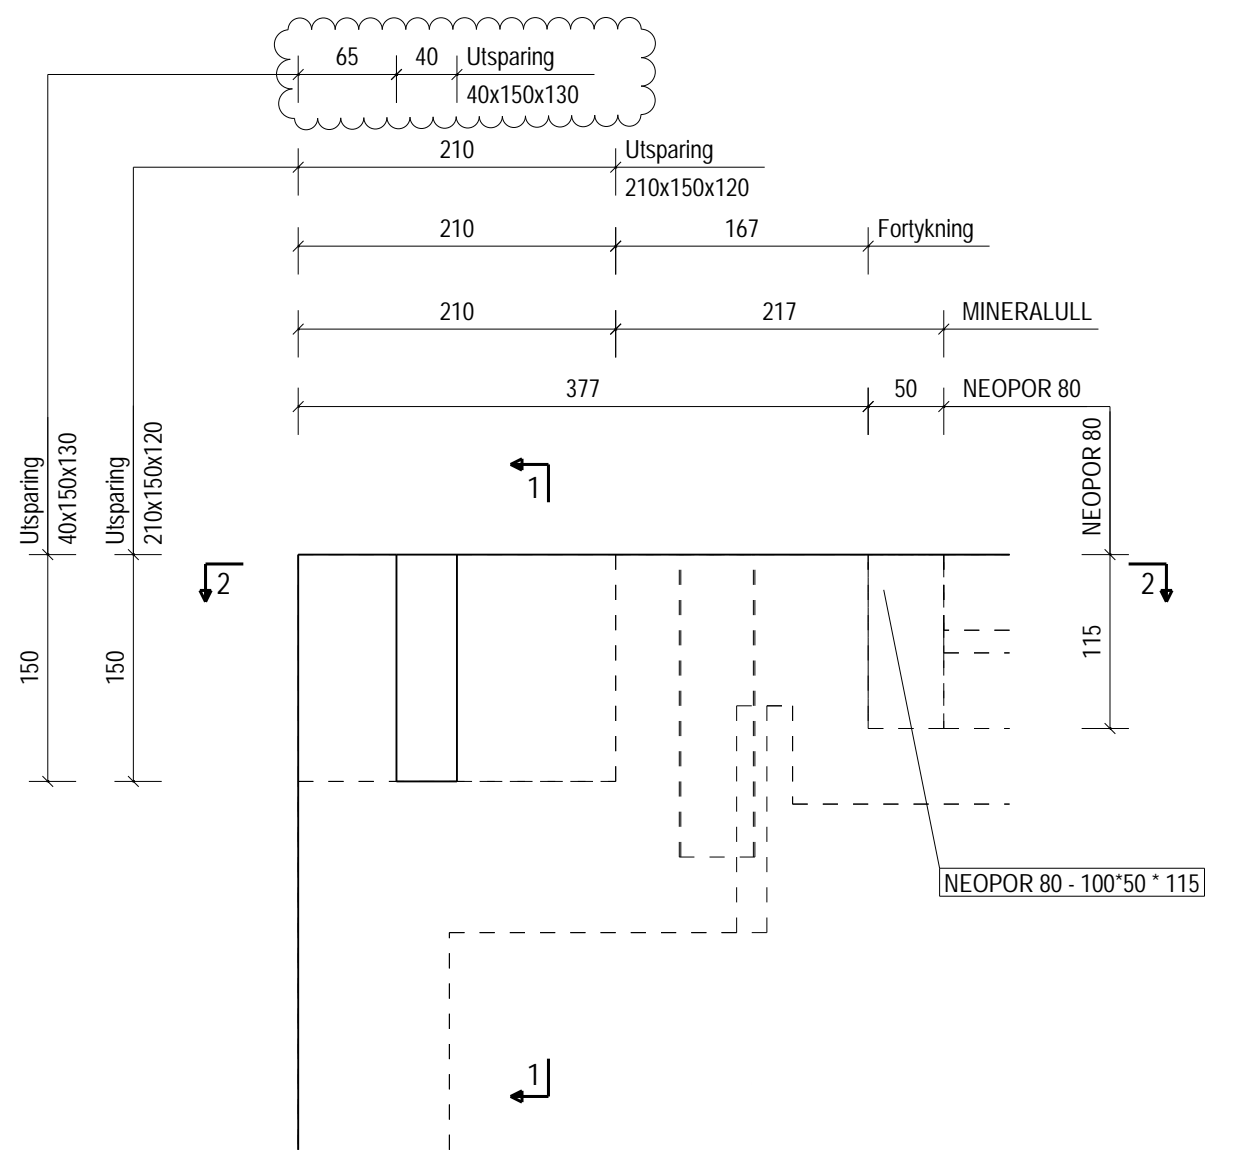 65
40
Utsparing
40x150x130
210
Utsparing
210x150x120
210
167
Fortykning
210
217
MINERALULL
377
50
NEOPOR 80
Utsparing
40x150x130
Utsparing
210x150x120
NEOPOR 80
1
2
2
150
150
115
NEOPOR 80 - 100*50 * 115
1